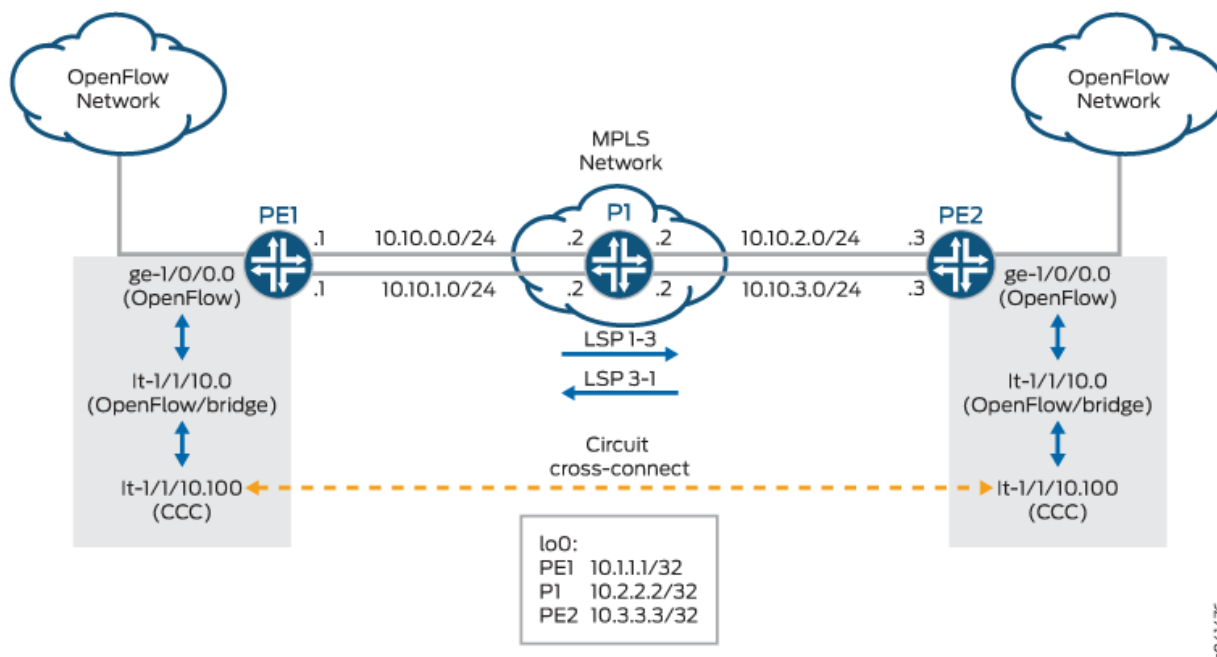 OpenFlow
Network
OpenFlow
Network
MPLS
Network
PE1
P1
PE2
.1
10.10.0.0/24
.2
.2
10.10.2.0/24
.3
.1
10.10.1.0/24
.2
.2
10.10.3.0/24
.3
ge-1/0/0.0
(OpenFlow)
lt-1/1/10.0
(OpenFlow/bridge)
lt-1/1/10.100
(CCC)
LSP 1-3
LSP 3-1
Circuit
cross-connect
ge-1/0/0.0
(OpenFlow)
lt-1/1/10.0
(OpenFlow/bridge)
lt-1/1/10.100
(CCC)
lo0:
PE1 10.1.1.1/32
P1 10.2.2.2/32
PE2 10.3.3.3/32